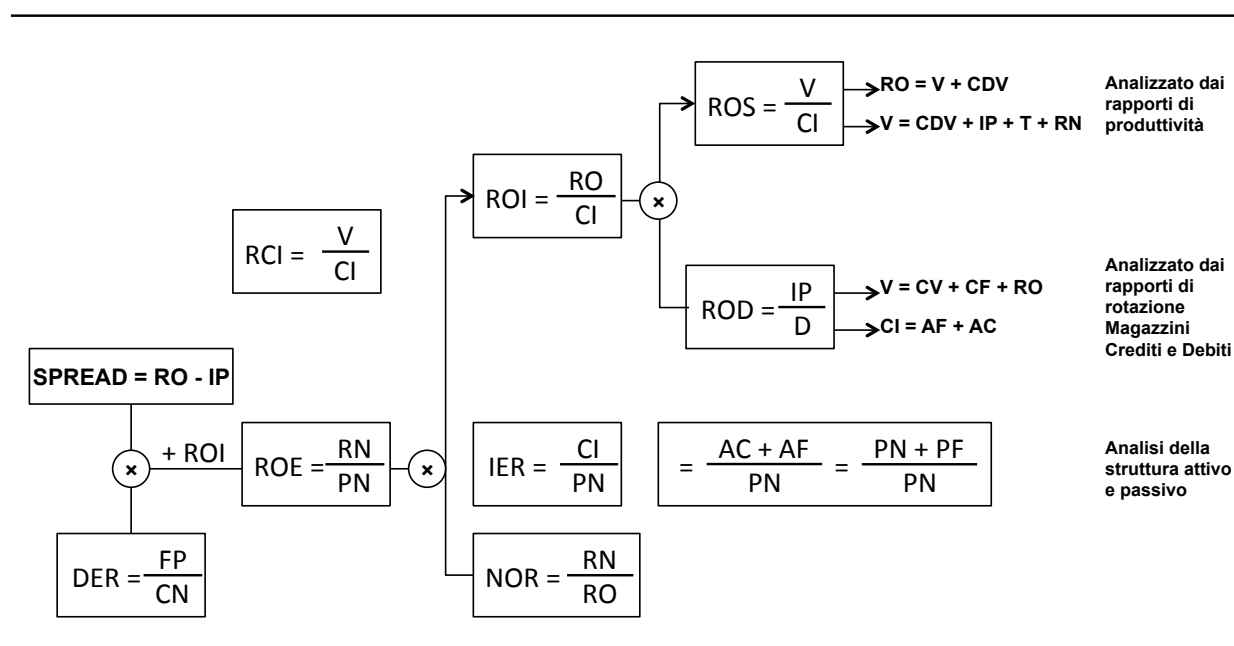 ROS = V / CI
RO = V + CDV
V = CDV + IP + T + RN
Analizzato dai
rapporti di
produttività
ROI = RO / CI
×
RCI = V / CI
ROD = IP / D
V = CV + CF + RO
CI = AF + AC
Analizzato dai
rapporti di
rotazione
Magazzini
Crediti e Debiti
SPREAD = RO - IP
×
+ ROI
ROE = RN / PN
×
IER = CI / PN
= AC + AF / PN = PN + PF / PN
Analisi della
struttura attivo
e passivo
DER = FP / CN
NOR = RN / RO